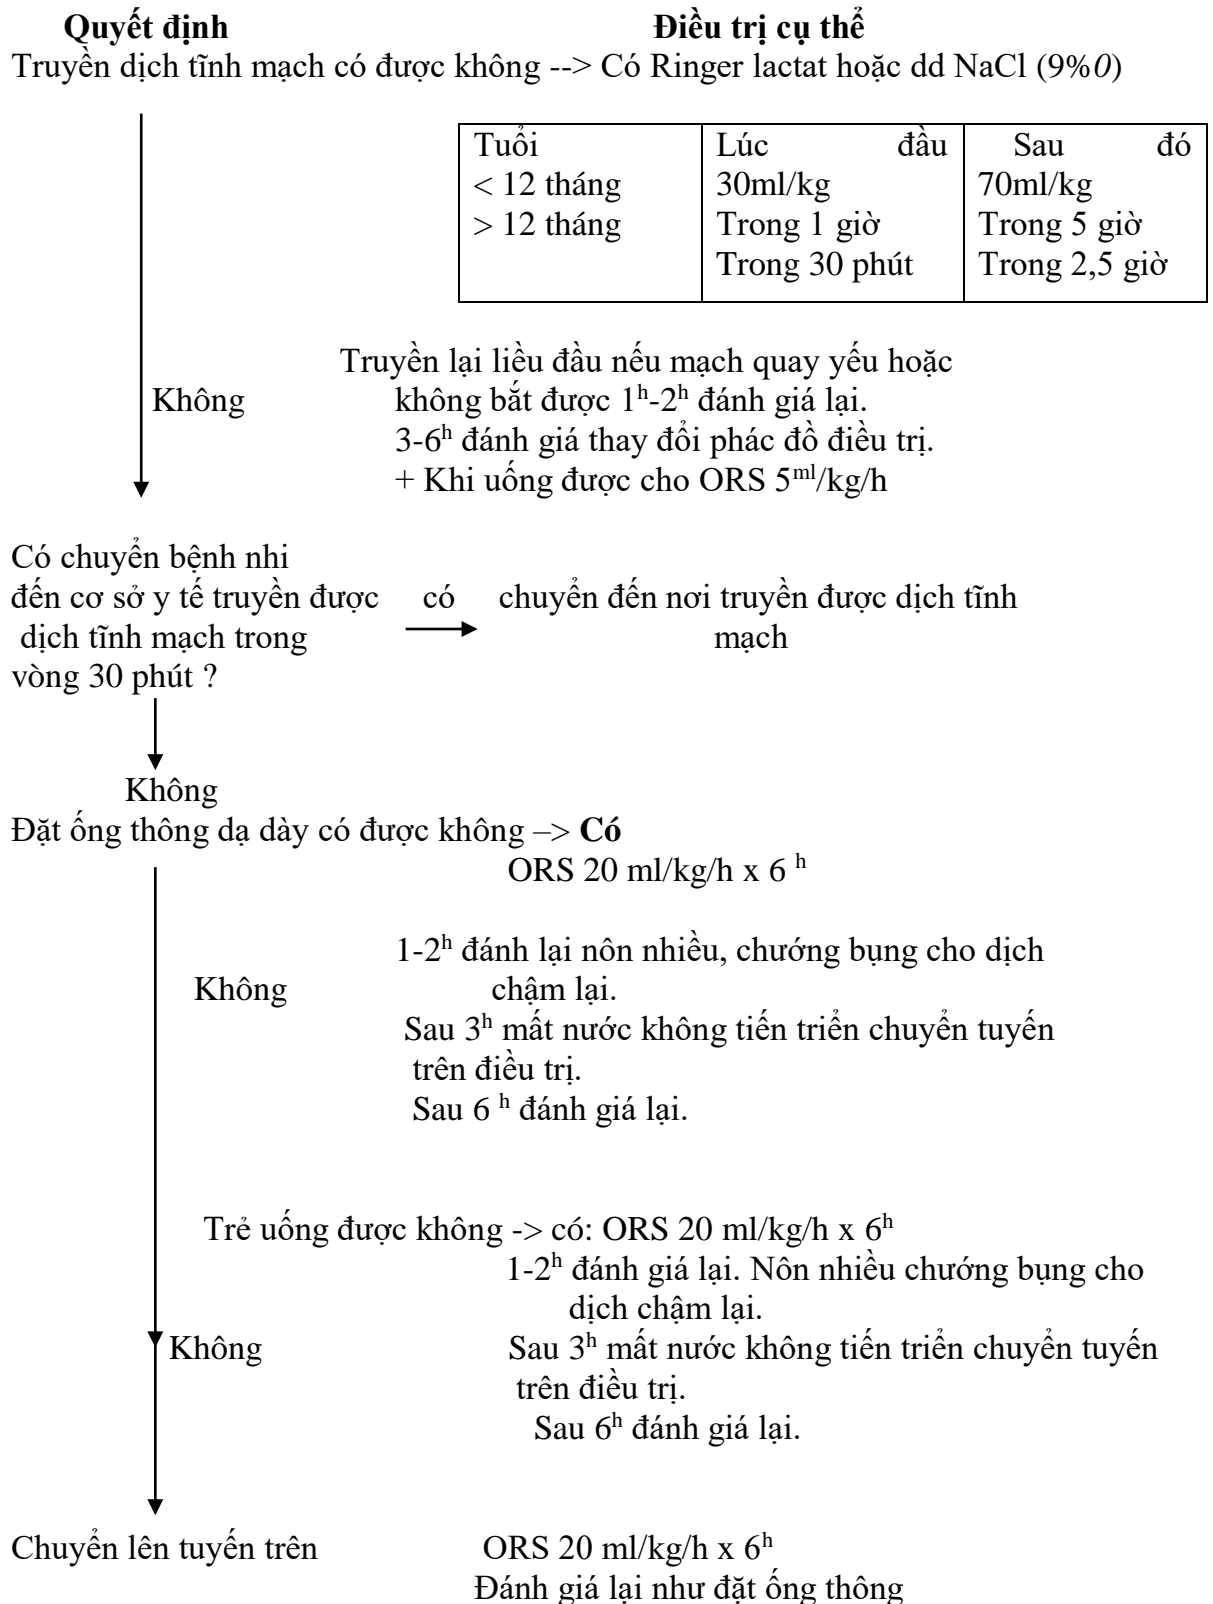 Quyết định Điều trị cụ thể
Truyền dịch tĩnh mạch có được không --> Có Ringer lactat hoặc dd NaCl (9%0)
Tuổi Lúc đầu Sau đó
< 12 tháng 30ml/kg 70ml/kg
> 12 tháng Trong 1 giờ Trong 5 giờ
Trong 30 phút Trong 2,5 giờ
Truyền lại liều đầu nếu mạch quay yếu hoặc
Không không bắt được 1h-2h đánh giá lại.
3-6h đánh giá thay đổi phác đồ điều trị.
+ Khi uống được cho ORS 5ml/kg/h
Có chuyển bệnh nhi
đến cơ sở y tế truyền được có chuyển đến nơi truyền được dịch tĩnh
dịch tĩnh mạch trong mạch
vòng 30 phút ?
Không
Đặt ống thông dạ dày có được không –> Có
ORS 20 ml/kg/h x 6 h
1-2h đánh lại nôn nhiều, chướng bụng cho dịch
Không chậm lại.
Sau 3h mất nước không tiến triển chuyển tuyến
trên điều trị.
Sau 6 h đánh giá lại.
Trẻ uống được không -> có: ORS 20 ml/kg/h x 6h
1-2h đánh giá lại. Nôn nhiều chướng bụng cho
dịch chậm lại.
Không Sau 3h mất nước không tiến triển chuyển tuyến
trên điều trị.
Sau 6h đánh giá lại.
Chuyển lên tuyến trên ORS 20 ml/kg/h x 6h
Đánh giá lại như đặt ống thông